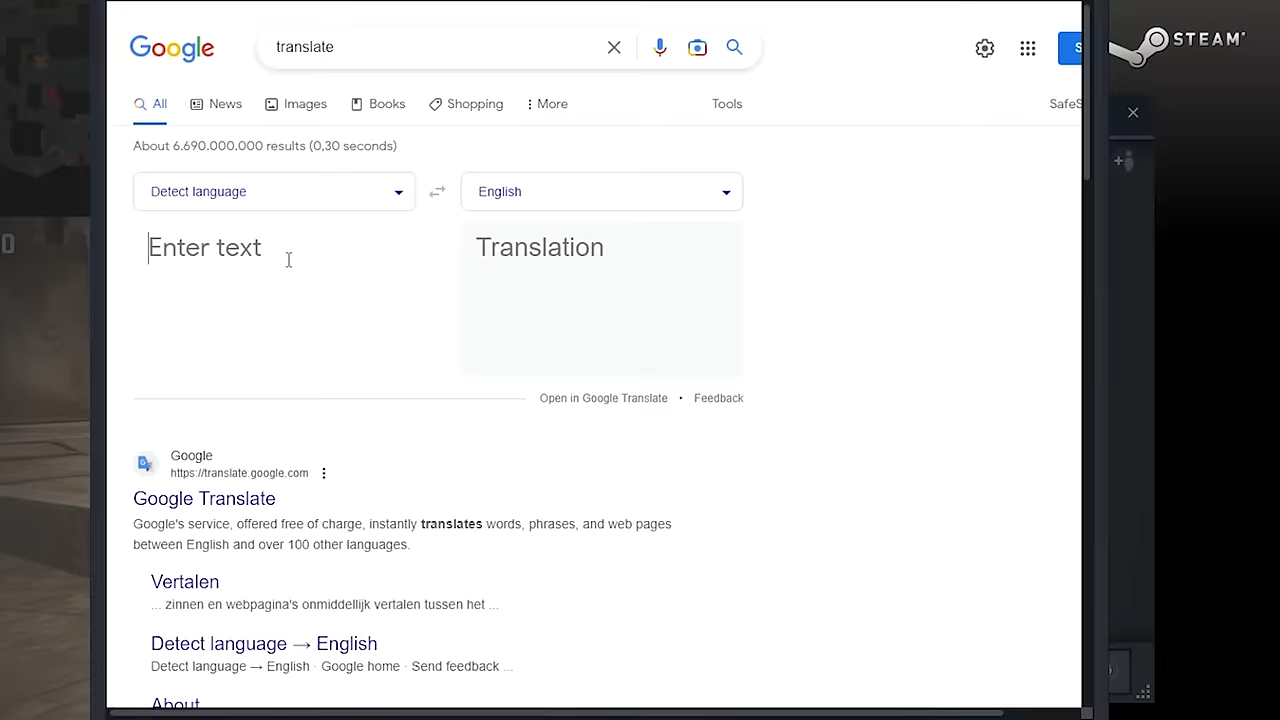 Google
translate
STEAM®
All
News
Images
Books
Shopping
More
Tools
SafeS
About 6.690.000.000 results (0,30 seconds)
Detect language
English
Enter text
Translation
Open in Google Translate • Feedback
Google
https://translate.google.com
Google Translate
Google's service, offered free of charge, instantly translates words, phrases, and web pages
between English and over 100 other languages.
Vertalen
... zinnen en webpagina's onmiddellijk vertalen tussen het ...
Detect language → English
Detect language → English · Google home · Send feedback ...
About